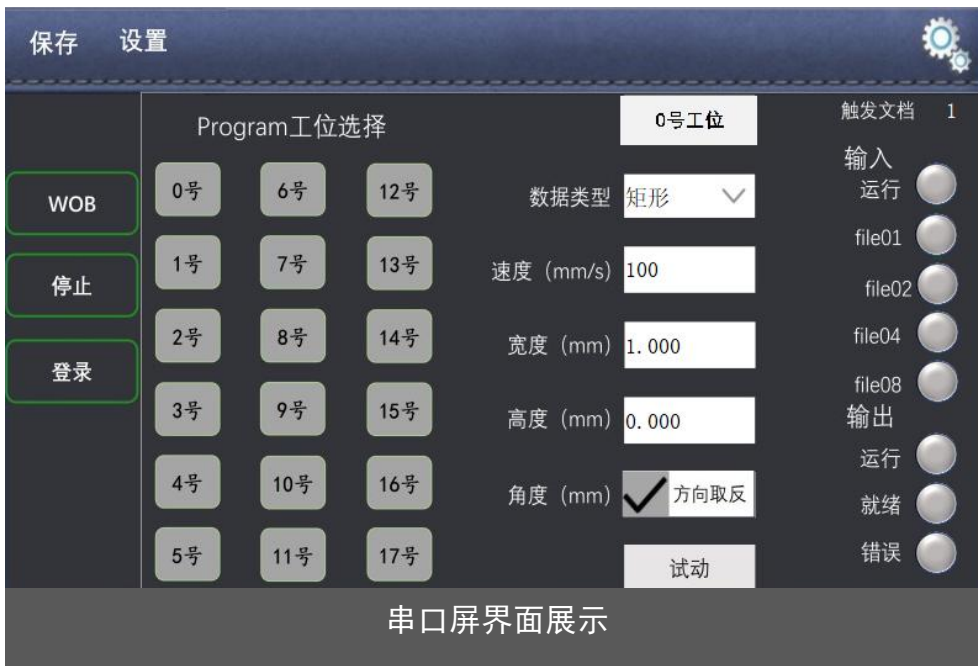 保存 设置
WOB
停止
登录
Program工位选择
0号 6号 12号
1号 7号 13号
2号 8号 14号
3号 9号 15号
4号 10号 16号
5号 11号 17号
0号工位
数据类型 矩形
速度（mm/s） 100
宽度（mm） 1.000
高度（mm） 0.000
角度（mm） 方向取反
试动
触发文档 1
输入
运行
file01
file02
file04
file08
输出
运行
就绪
错误
串口屏界面展示